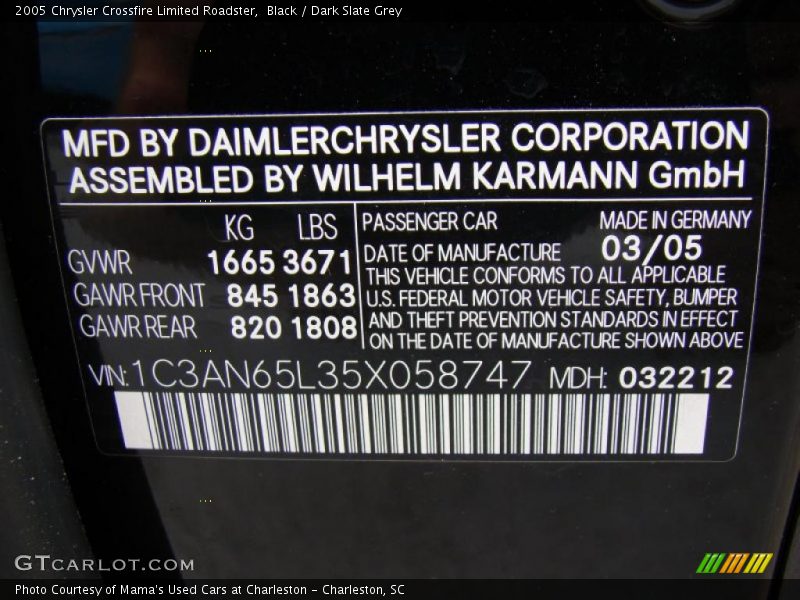 2005 Chrysler Crossfire Limited Roadster,  Black / Dark Slate Grey
MFD BY DAIMLERCHRYSLER CORPORATION
ASSEMBLED BY WILHELM KARMANN GmbH
KG LBS
GVWR 1665 3671
GAWR FRONT 845 1863
GAWR REAR 820 1808
PASSENGER CAR MADE IN GERMANY
DATE OF MANUFACTURE 03/05
THIS VEHICLE CONFORMS TO ALL APPLICABLE
U.S. FEDERAL MOTOR VEHICLE SAFETY, BUMPER
AND THEFT PREVENTION STANDARDS IN EFFECT
ON THE DATE OF MANUFACTURE SHOWN ABOVE
VIN: 1C3AN65L35X058747 MDH: 032212
GTCARLOT.COM
Photo Courtesy of Mama's Used Cars at Charleston - Charleston, SC